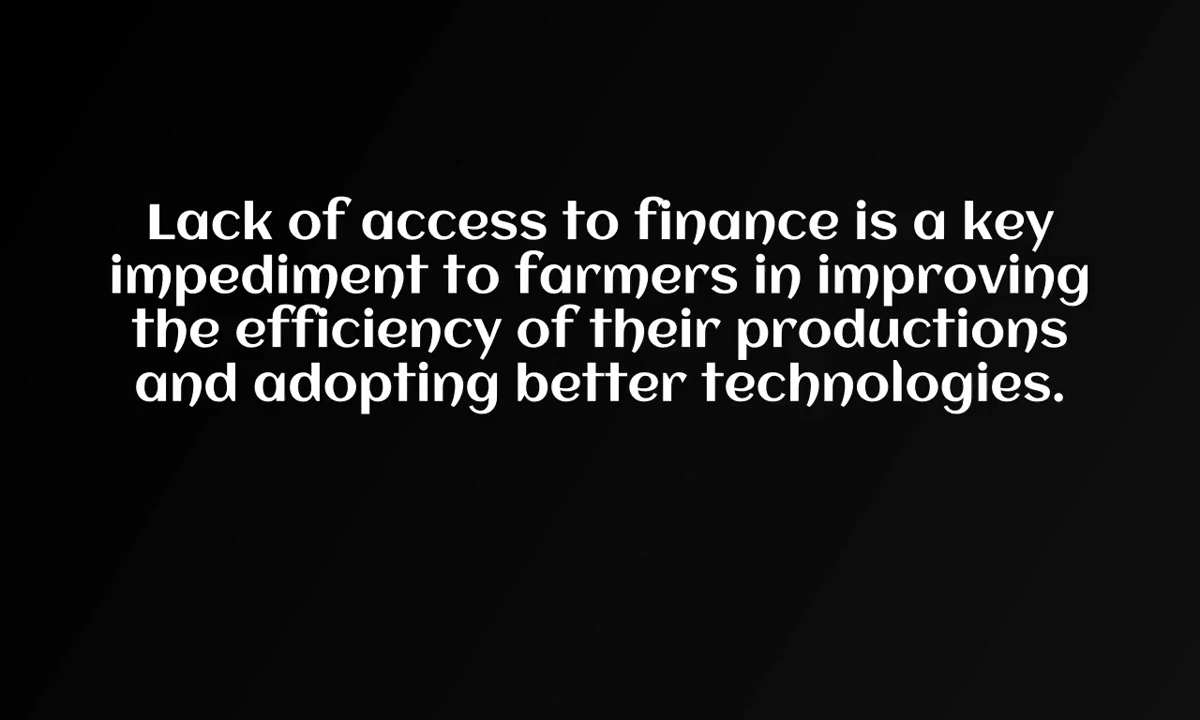 Lack of access to finance is a key
impediment to farmers in improving
the efficiency of their productions
and adopting better technologies.